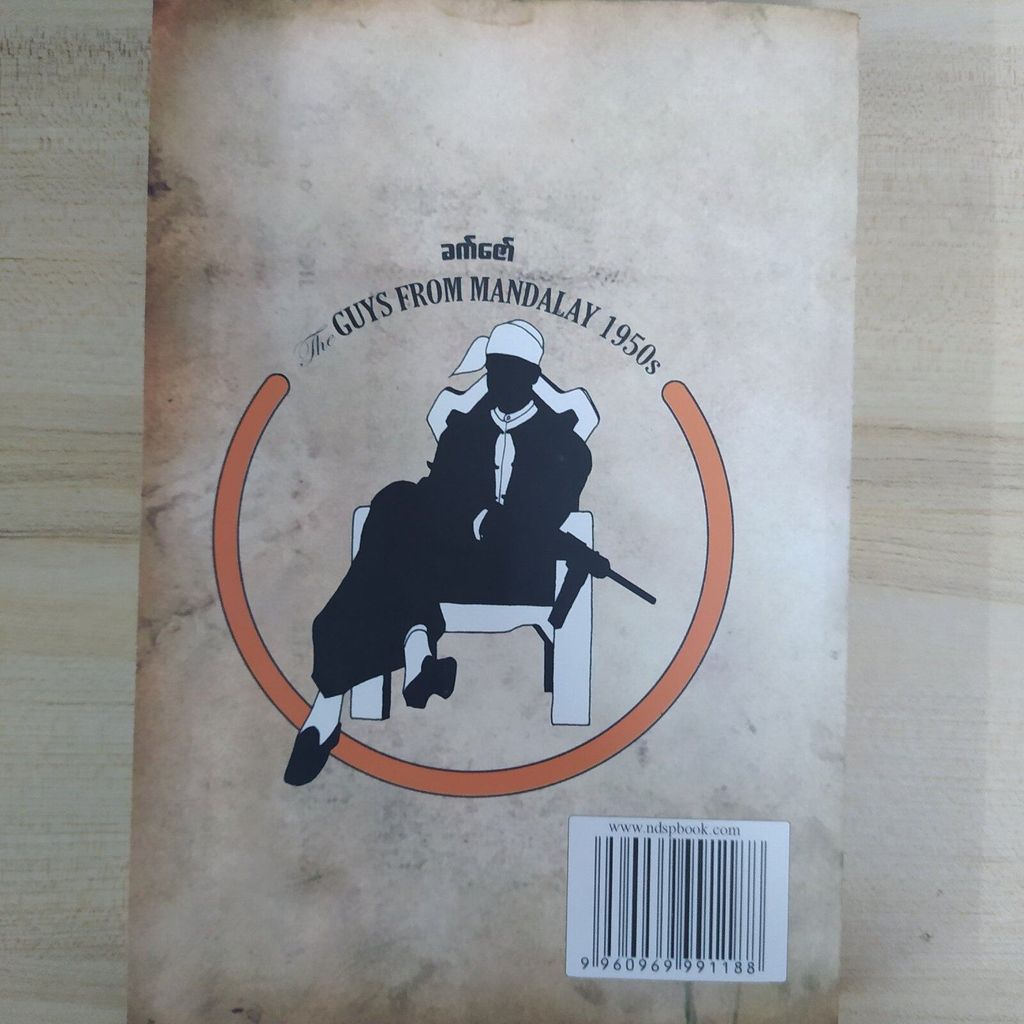 ခက်ဇော်
The GUYS FROM MANDALAY 1950s
www.ndspbook.com
9 960969 991188